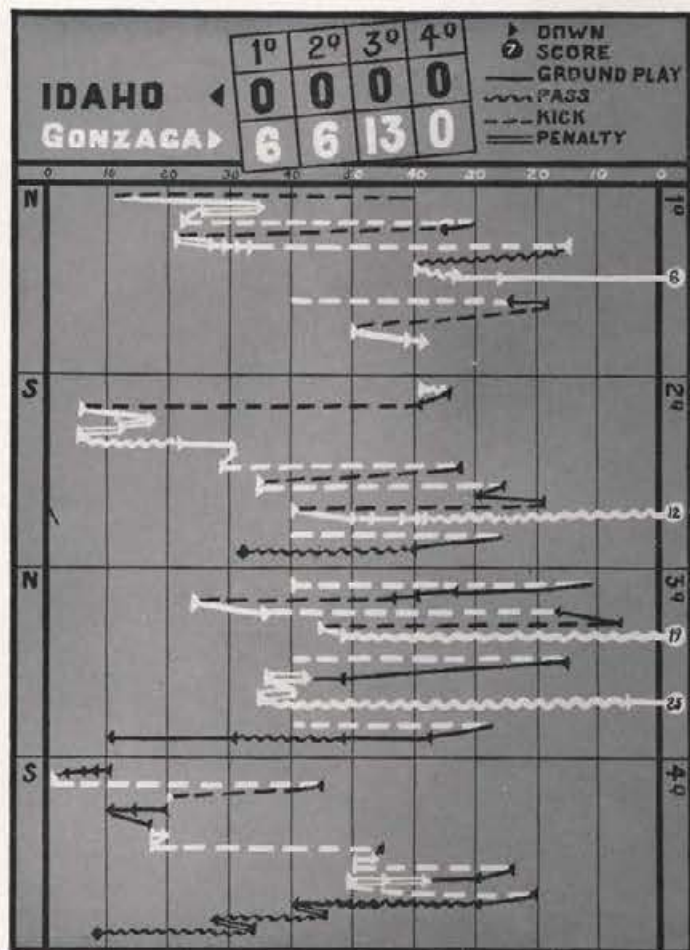 1º 2º 3º 4º
IDAHO 0 0 0 0
GONZAGA 6 6 13 0
DOWN
7 SCORE
GROUND PLAY
PASS
KICK
PENALTY
0 10 20 30 40 50 40 30 20 10 0
N 1º
6
S 2º
12
N 3º
25
S 4º